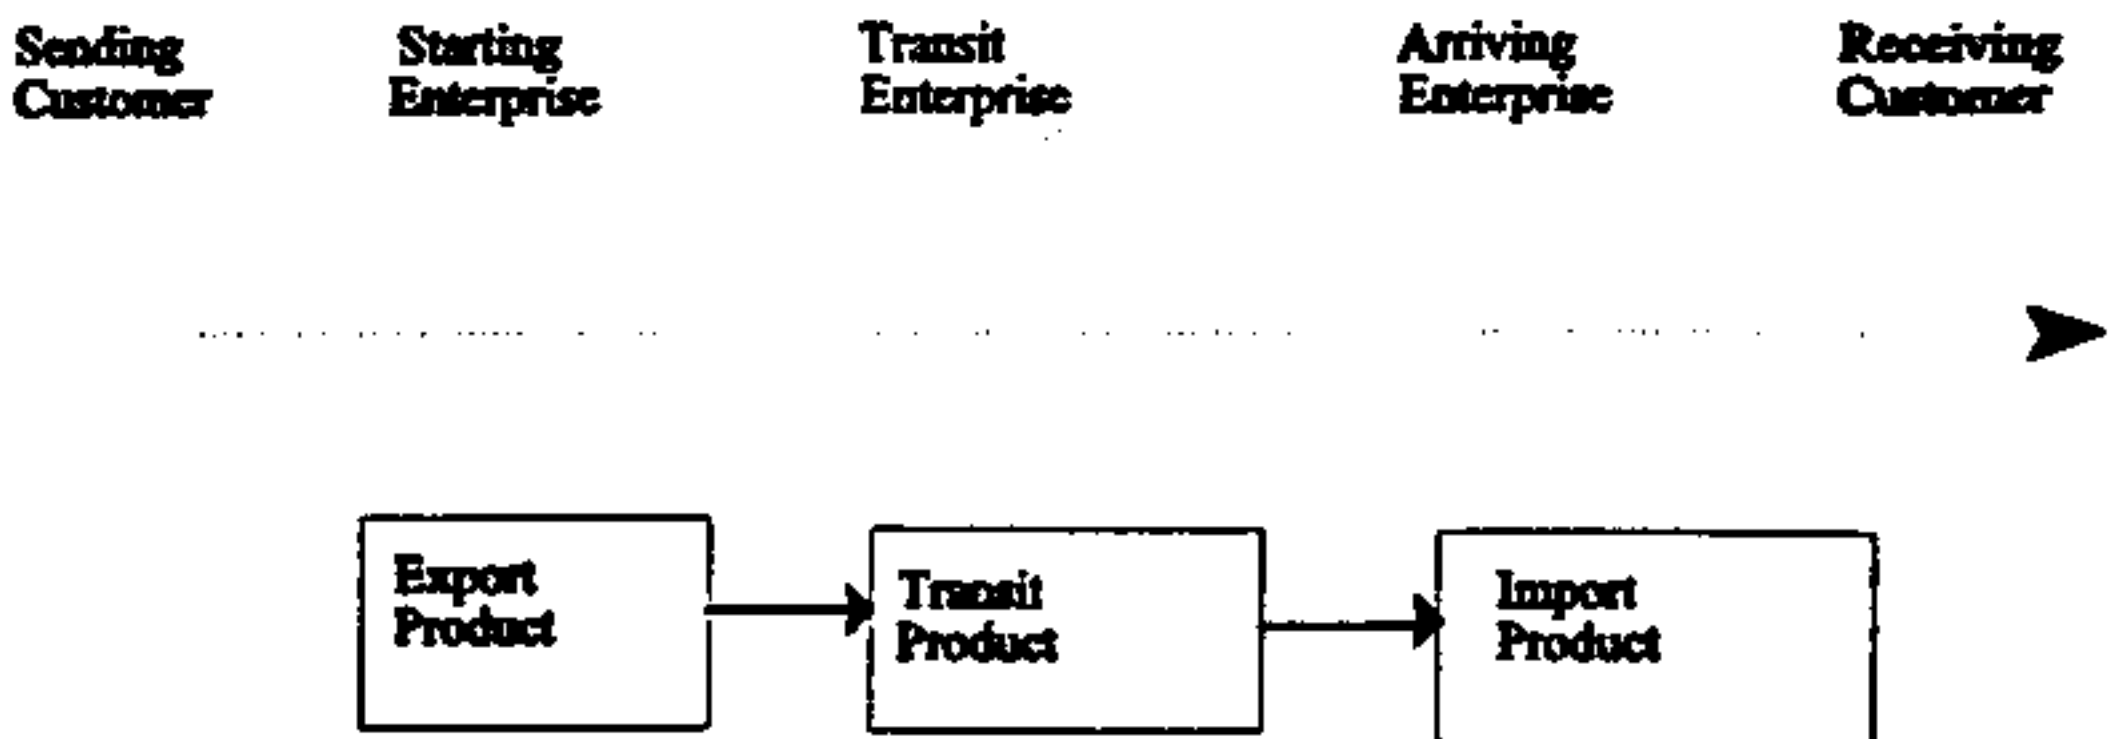 Sending
Customer
Starting
Enterprise
Transit
Enterprise
Arriving
Enterprise
Receiving
Customer
Export
Product
Transit
Product
Import
Product